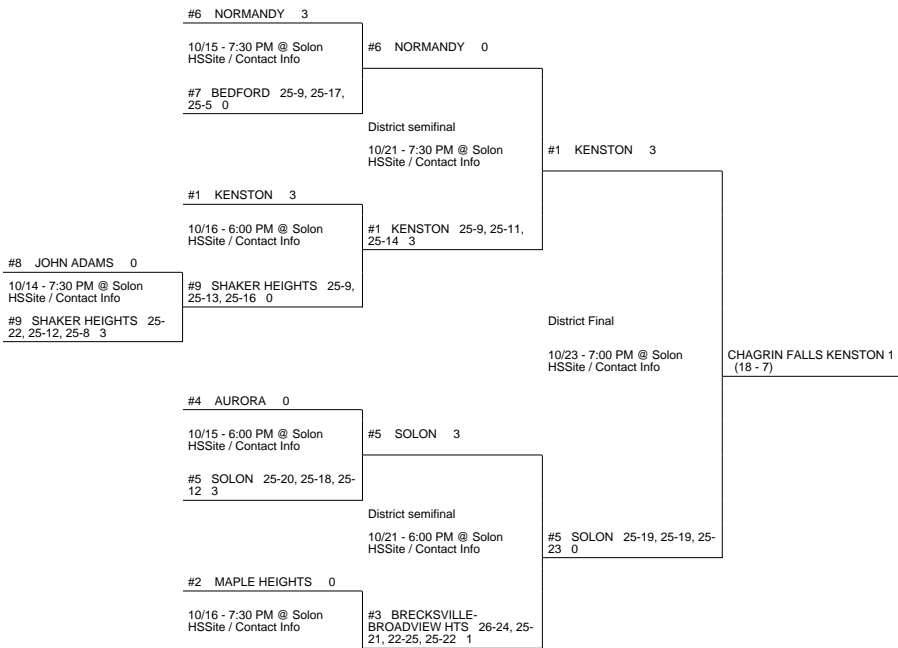 #6 NORMANDY 3
10/15 - 7:30 PM @ Solon
HSSite / Contact Info
#7 BEDFORD 25-9, 25-17,
25-5 0
#6 NORMANDY 0
District semifinal
10/21 - 7:30 PM @ Solon
HSSite / Contact Info
#1 KENSTON 3
#1 KENSTON 3
10/16 - 6:00 PM @ Solon
HSSite / Contact Info
#1 KENSTON 25-9, 25-11,
25-14 3
#8 JOHN ADAMS 0
10/14 - 7:30 PM @ Solon
HSSite / Contact Info
#9 SHAKER HEIGHTS 25-
22, 25-12, 25-8 3
#9 SHAKER HEIGHTS 25-9,
25-13, 25-16 0
District Final
10/23 - 7:00 PM @ Solon
HSSite / Contact Info
CHAGRIN FALLS KENSTON 1
(18 - 7)
#4 AURORA 0
10/15 - 6:00 PM @ Solon
HSSite / Contact Info
#5 SOLON 25-20, 25-18, 25-
12 3
#5 SOLON 3
District semifinal
10/21 - 6:00 PM @ Solon
HSSite / Contact Info
#5 SOLON 25-19, 25-19, 25-
23 0
#2 MAPLE HEIGHTS 0
10/16 - 7:30 PM @ Solon
HSSite / Contact Info
#3 BRECKSVILLE-
BROADVIEW HTS 26-24, 25-
21, 22-25, 25-22 1